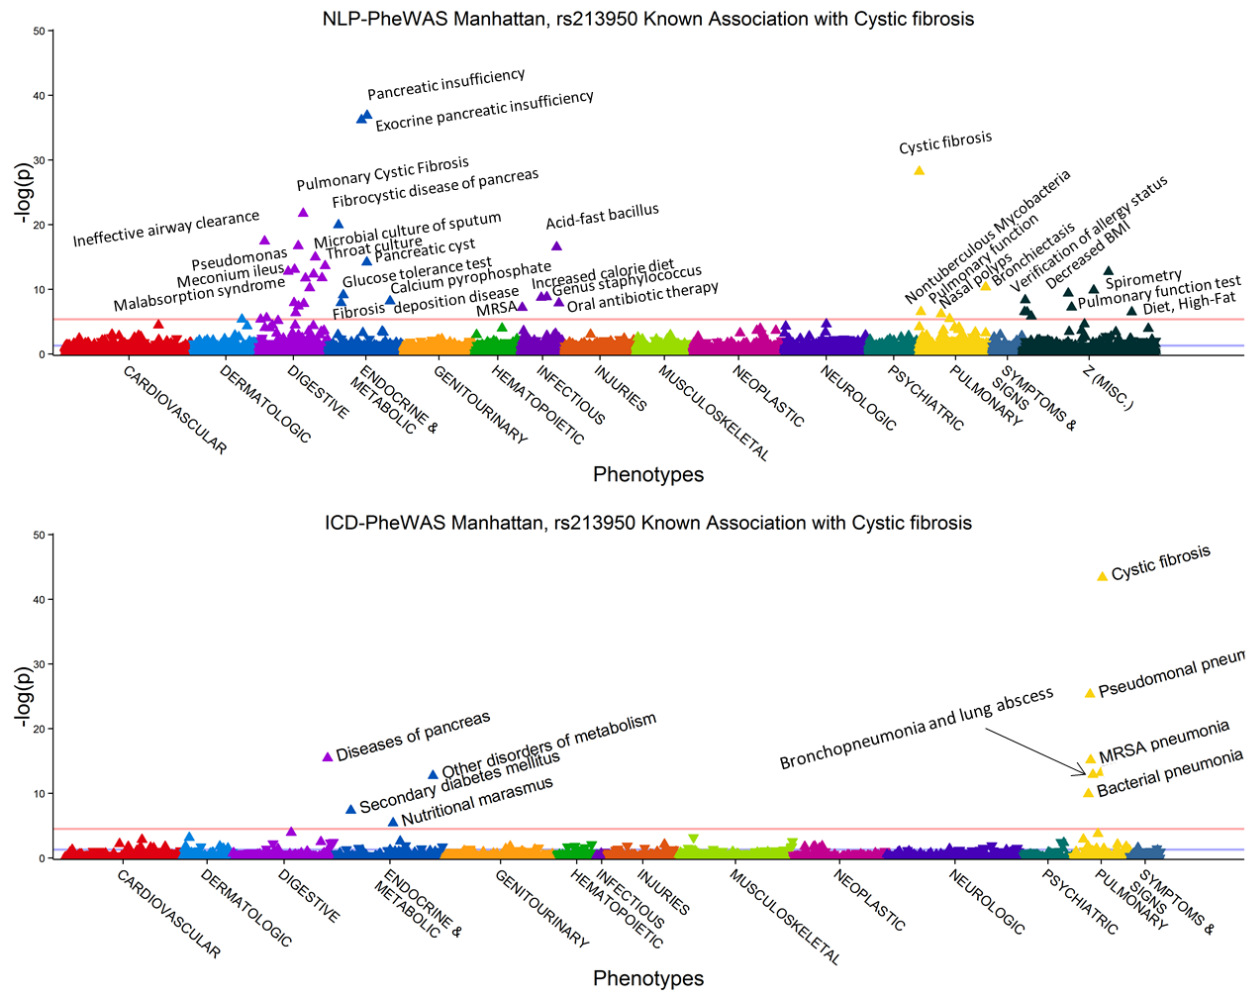 NLP-PheWAS Manhattan, rs213950 Known Association with Cystic fibrosis
50
40
30
20
10
0
-log(p)
Pancreatic insufficiency
Exocrine pancreatic insufficiency
Cystic fibrosis
Pulmonary Cystic Fibrosis
Fibrocystic disease of pancreas
Ineffective airway clearance
Microbial culture of sputum
Acid-fast bacillus
Pseudomonas
Throat culture
Pancreatic cyst
Meconium ileus
Glucose tolerance test
Malabsorption syndrome
Calcium pyrophosphate
deposition disease
Fibrosis
Increased calorie diet
Genus staphylococcus
MRSA
Oral antibiotic therapy
Nontuberculous Mycobacteria
Pulmonary function
Nasal polyps
Bronchiectasis
Verification of allergy status
Decreased BMI
Spirometry
Pulmonary function test
Diet, High-Fat
CARDIOVASCULAR
DERMATOLOGIC
DIGESTIVE
ENDOCRINE &
METABOLIC
GENITOURINARY
HEMATOPOIETIC
INFECTIOUS
INJURIES
MUSCULOSKELETAL
NEOPLASTIC
NEUROLOGIC
PSYCHIATRIC
PULMONARY
SYMPTOMS &
SIGNS
Z (MISC.)
Phenotypes
ICD-PheWAS Manhattan, rs213950 Known Association with Cystic fibrosis
50
40
30
20
10
0
-log(p)
Cystic fibrosis
Pseudomonal pneum
Bronchopneumonia and lung abscess
MRSA pneumonia
Bacterial pneumonia
Diseases of pancreas
Other disorders of metabolism
Secondary diabetes mellitus
Nutritional marasmus
CARDIOVASCULAR
DERMATOLOGIC
DIGESTIVE
ENDOCRINE &
METABOLIC
GENITOURINARY
HEMATOPOIETIC
INFECTIOUS
INJURIES
MUSCULOSKELETAL
NEOPLASTIC
NEUROLOGIC
PSYCHIATRIC
PULMONARY
SYMPTOMS &
SIGNS
Phenotypes